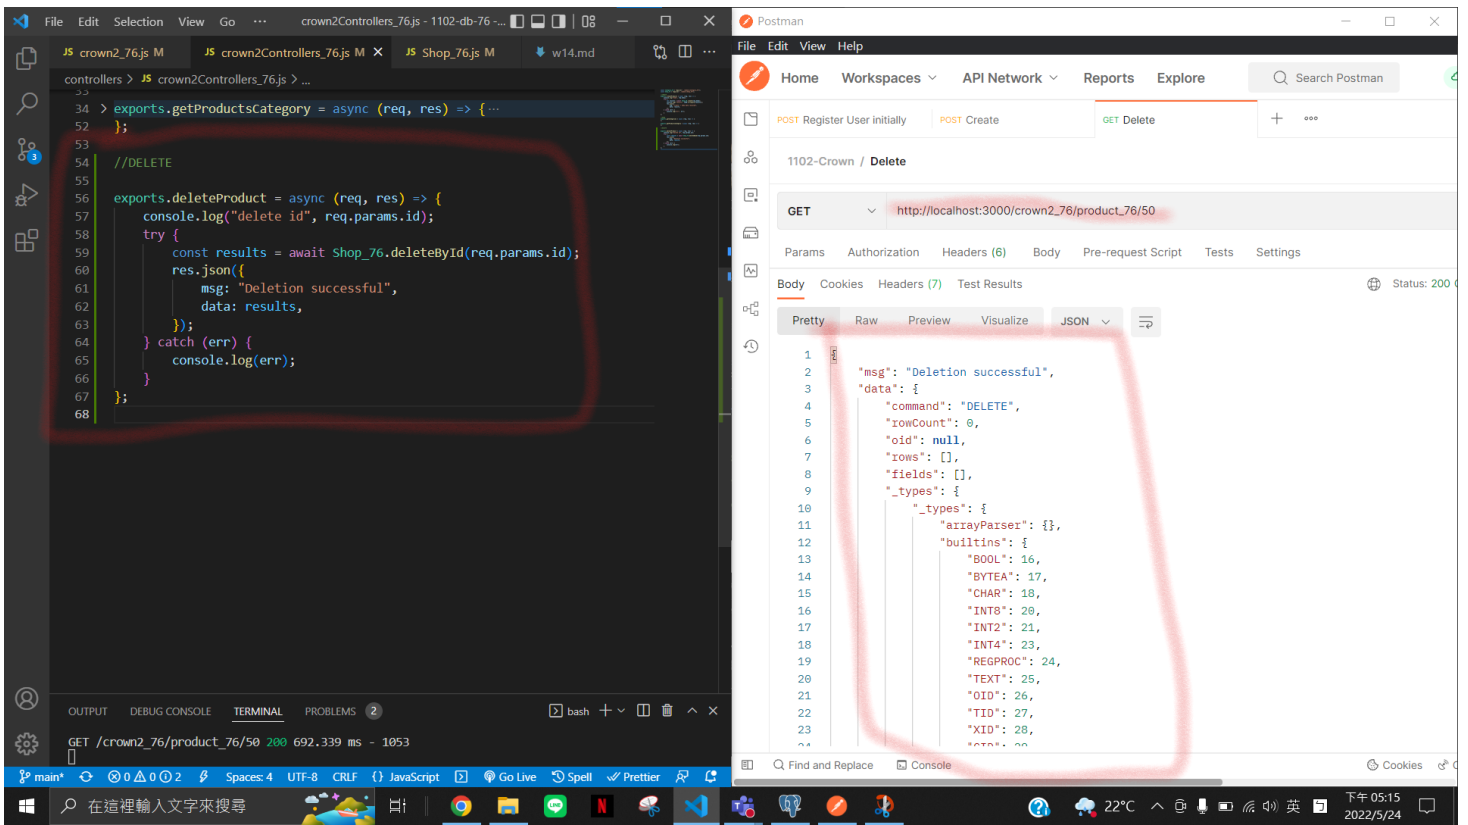 File Edit Selection View Go ··· crown2Controllers_76.js - 1102-db-76 -...
JS crown2_76.js M JS crown2Controllers_76.js M JS Shop_76.js M w14.md
controllers > JS crown2Controllers_76.js > ...
33
34 exports.getProductsCategory = async (req, res) => {···
52 };
53
54 //DELETE
55
56 exports.deleteProduct = async (req, res) => {
57 console.log("delete id", req.params.id);
58 try {
59 const results = await Shop_76.deleteById(req.params.id);
60 res.json({
61 msg: "Deletion successful",
62 data: results,
63 });
64 } catch (err) {
65 console.log(err);
66 }
67 };
68
3
OUTPUT DEBUG CONSOLE TERMINAL PROBLEMS 2 bash
GET /crown2_76/product_76/50 200 692.339 ms - 1053
main* 0 0 2 Spaces: 4 UTF-8 CRLF {} JavaScript Go Live Spell Prettier
Postman
File Edit View Help
Home Workspaces API Network Reports Explore Search Postman
POST Register User initially POST Create GET Delete
1102-Crown / Delete
GET http://localhost:3000/crown2_76/product_76/50
Params Authorization Headers (6) Body Pre-request Script Tests Settings
Body Cookies Headers (7) Test Results Status: 200
Pretty Raw Preview Visualize JSON
1 {
2 "msg": "Deletion successful",
3 "data": {
4 "command": "DELETE",
5 "rowCount": 0,
6 "oid": null,
7 "rows": [],
8 "fields": [],
9 "_types": {
10 "_types": {
11 "arrayParser": {},
12 "builtins": {
13 "BOOL": 16,
14 "BYTEA": 17,
15 "CHAR": 18,
16 "INT8": 20,
17 "INT2": 21,
18 "INT4": 23,
19 "REGPROC": 24,
20 "TEXT": 25,
21 "OID": 26,
22 "TID": 27,
23 "XID": 28,
Find and Replace Console Cookies
在這裡輸入文字來搜尋 22°C 英 下午 05:15
2022/5/24